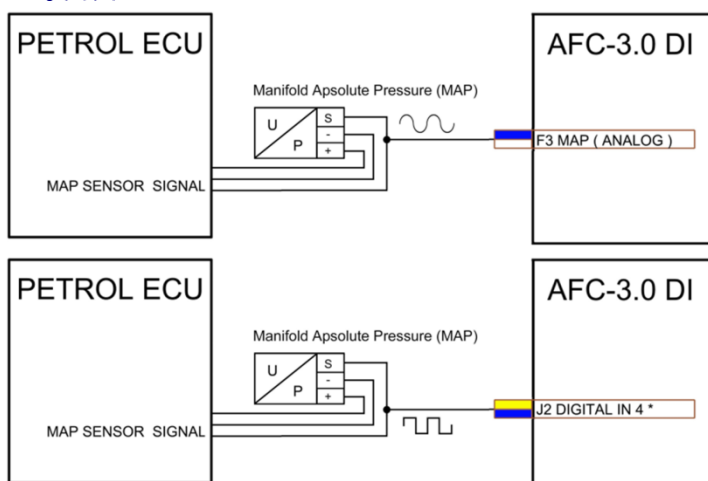 PETROL ECU
AFC-3.0 DI
Manifold Apsolute Pressure (MAP)
U
P
S
-
+
F3 MAP ( ANALOG )
MAP SENSOR SIGNAL
PETROL ECU
AFC-3.0 DI
Manifold Apsolute Pressure (MAP)
U
P
S
-
+
J2 DIGITAL IN 4 *
MAP SENSOR SIGNAL